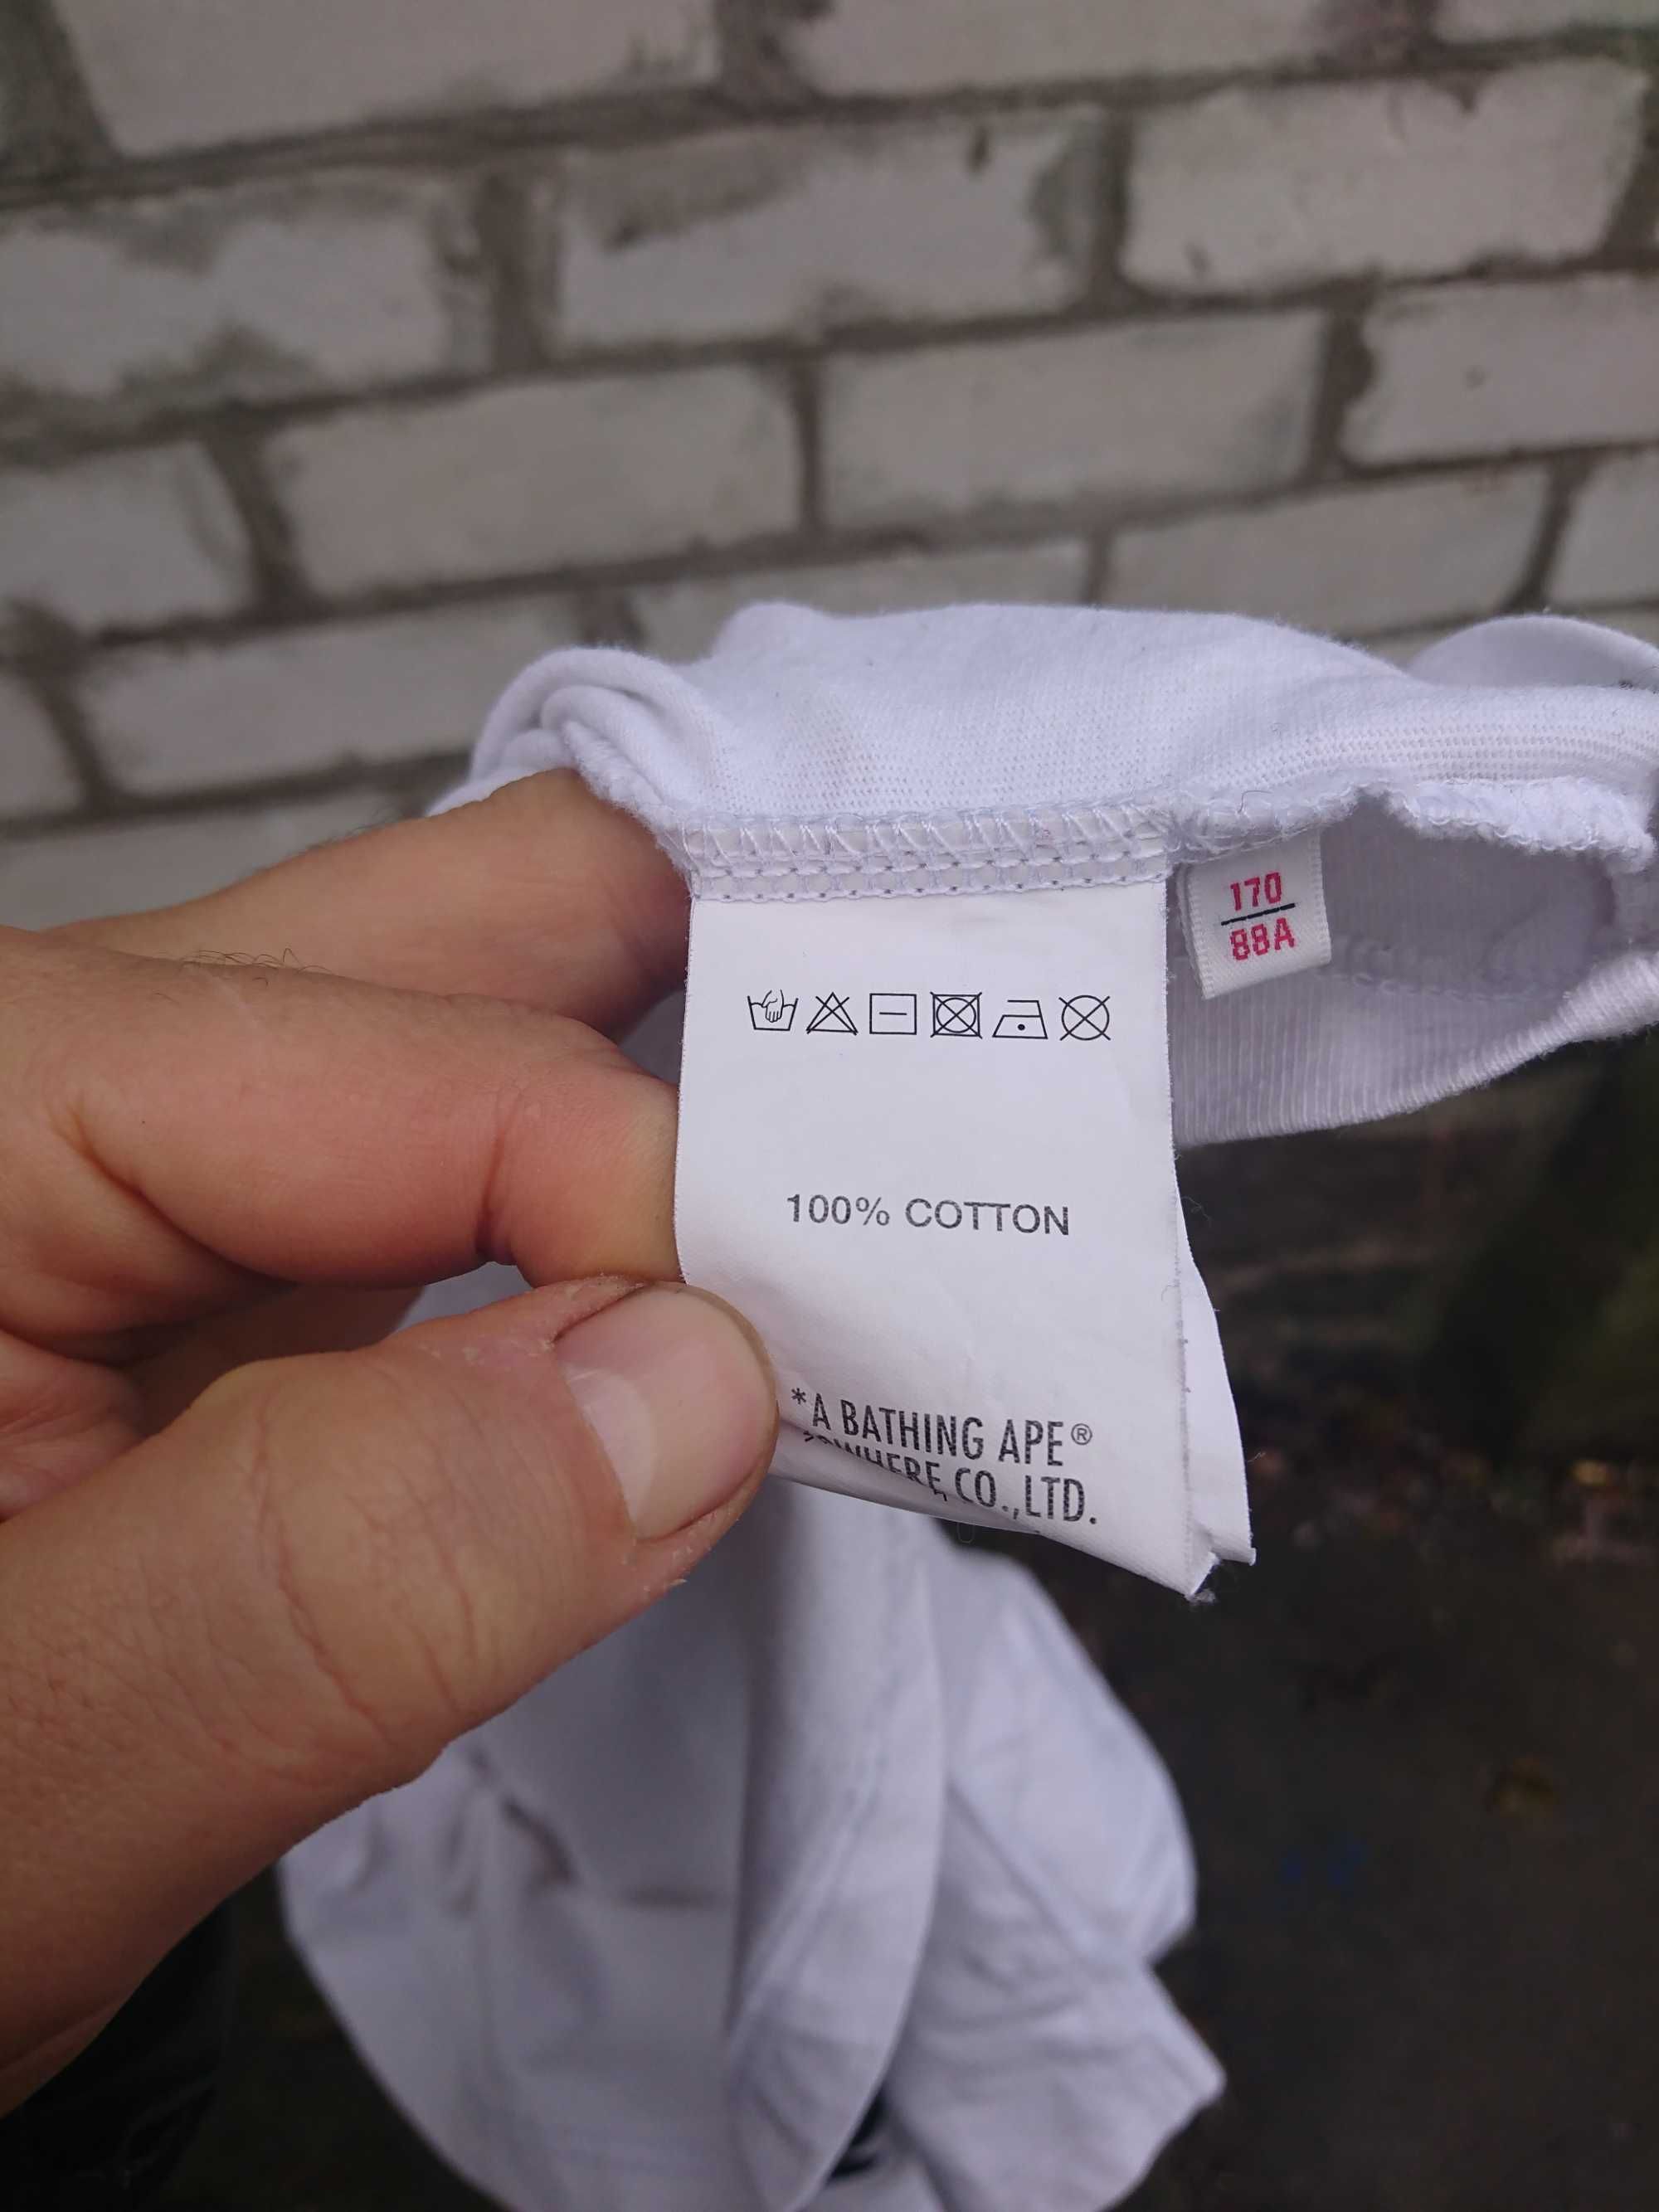 170
88A
100% COTTON
*A BATHING APE®
CO.,LTD.